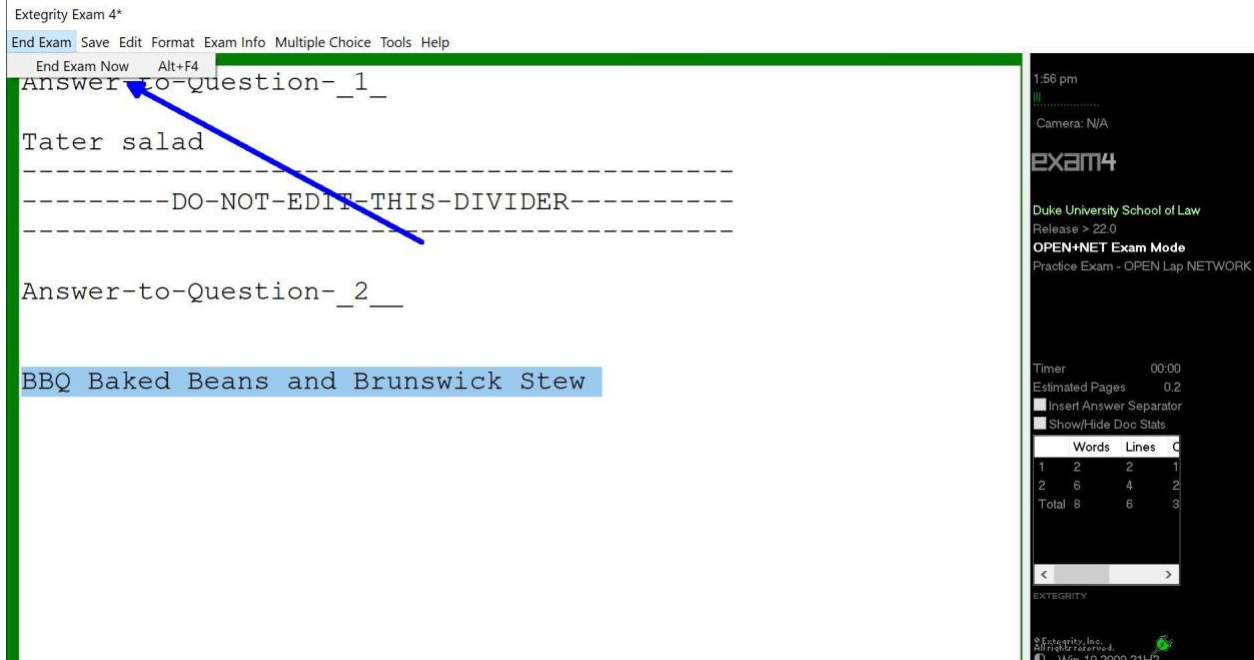 Extegrity Exam 4*
End Exam Save Edit Format Exam Info Multiple Choice Tools Help
End Exam Now Alt+F4
Answer-to-Question-_1_
Tater salad
-------------------------------------------
---------DO-NOT-EDIT-THIS-DIVIDER----------
-------------------------------------------
Answer-to-Question-_2__
BBQ Baked Beans and Brunswick Stew
1:56 pm
Camera: N/A
exam4
Duke University School of Law
Release > 22.0
OPEN+NET Exam Mode
Practice Exam - OPEN Lap NETWORK
Timer 00:00
Estimated Pages 0.2
Insert Answer Separator
Show/Hide Doc Stats
Words Lines C
1 2 2 1
2 6 4 2
Total 8 6 3
EXTEGRITY
© Extegrity, Inc.
All rights reserved.
Win 10 2009 21H2